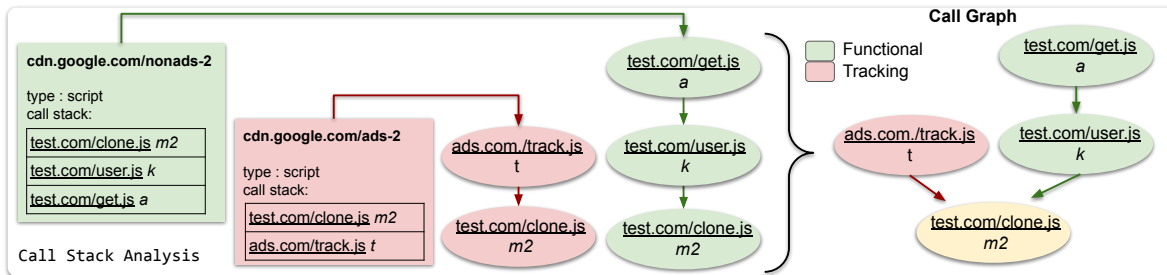 cdn.google.com/nonads-2
type : script
call stack:
test.com/clone.js m2
test.com/user.js k
test.com/get.js a
Call Stack Analysis
cdn.google.com/ads-2
type : script
call stack:
test.com/clone.js m2
ads.com/track.js t
ads.com./track.js
t
test.com/clone.js
m2
test.com/get.js
a
test.com/user.js
k
test.com/clone.js
m2
Call Graph
Functional
Tracking
test.com/get.js
a
ads.com./track.js
t
test.com/user.js
k
test.com/clone.js
m2